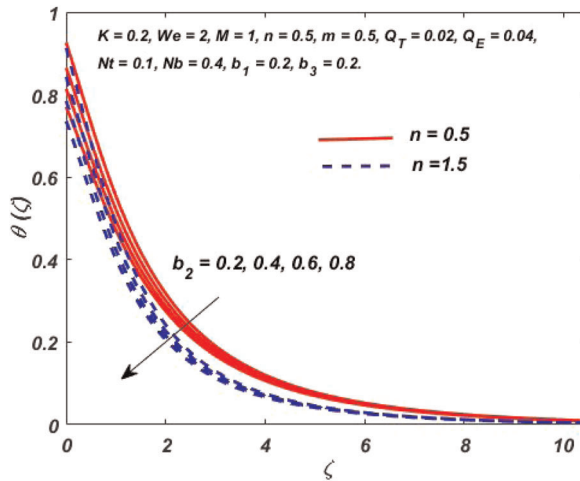 K = 0.2, We = 2, M = 1, n = 0.5, m = 0.5, Q_T = 0.02, Q_E = 0.04,
Nt = 0.1, Nb = 0.4, b_1 = 0.2, b_3 = 0.2.
n = 0.5
n =1.5
b_2 = 0.2, 0.4, 0.6, 0.8
θ (ζ)
1
0.8
0.6
0.4
0.2
0
0 2 4 6 8 10
ζ